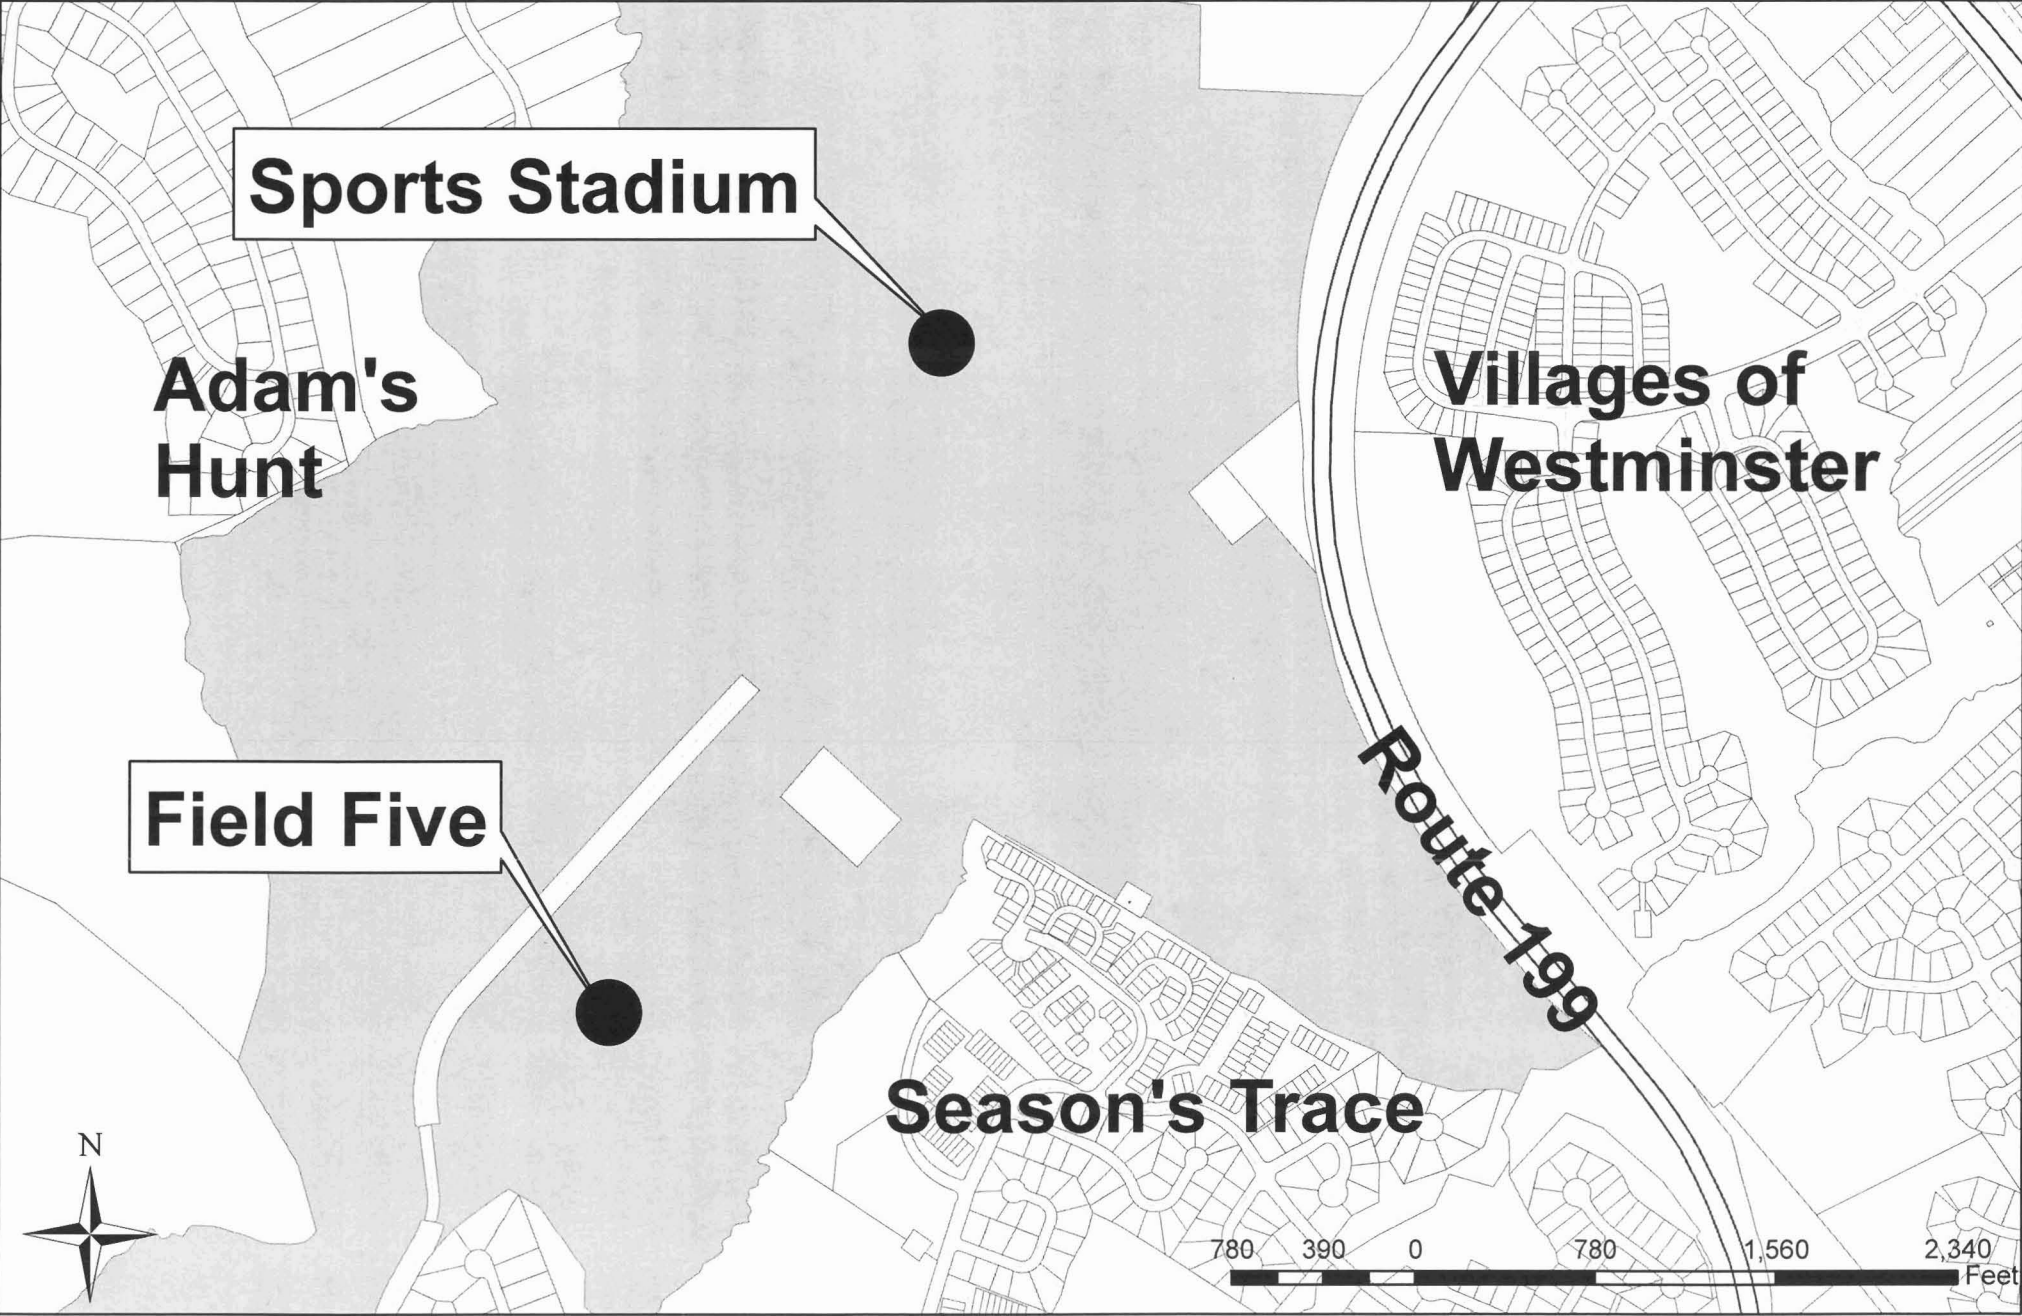 Sports Stadium
Adam's
Hunt
Villages of
Westminster
Field Five
Route 199
Season's Trace
N
780 390 0 780 1,560 2,340
Feet